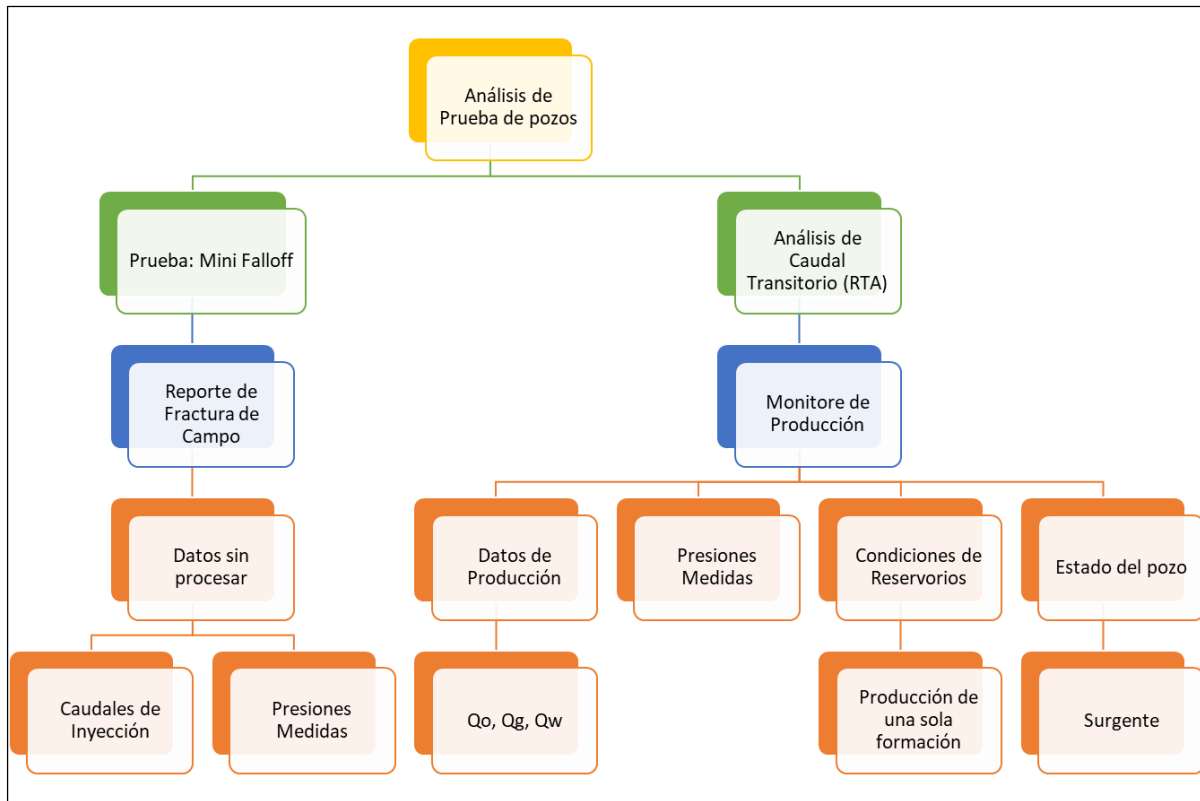 Análisis de
Prueba de pozos
Prueba: Mini Falloff
Análisis de
Caudal
Transitorio (RTA)
Reporte de
Fractura de
Campo
Monitore de
Producción
Datos sin
procesar
Datos de
Producción
Presiones
Medidas
Condiciones de
Reservorios
Estado del pozo
Caudales de
Inyección
Presiones
Medidas
Qo, Qg, Qw
Producción de
una sola
formación
Surgente